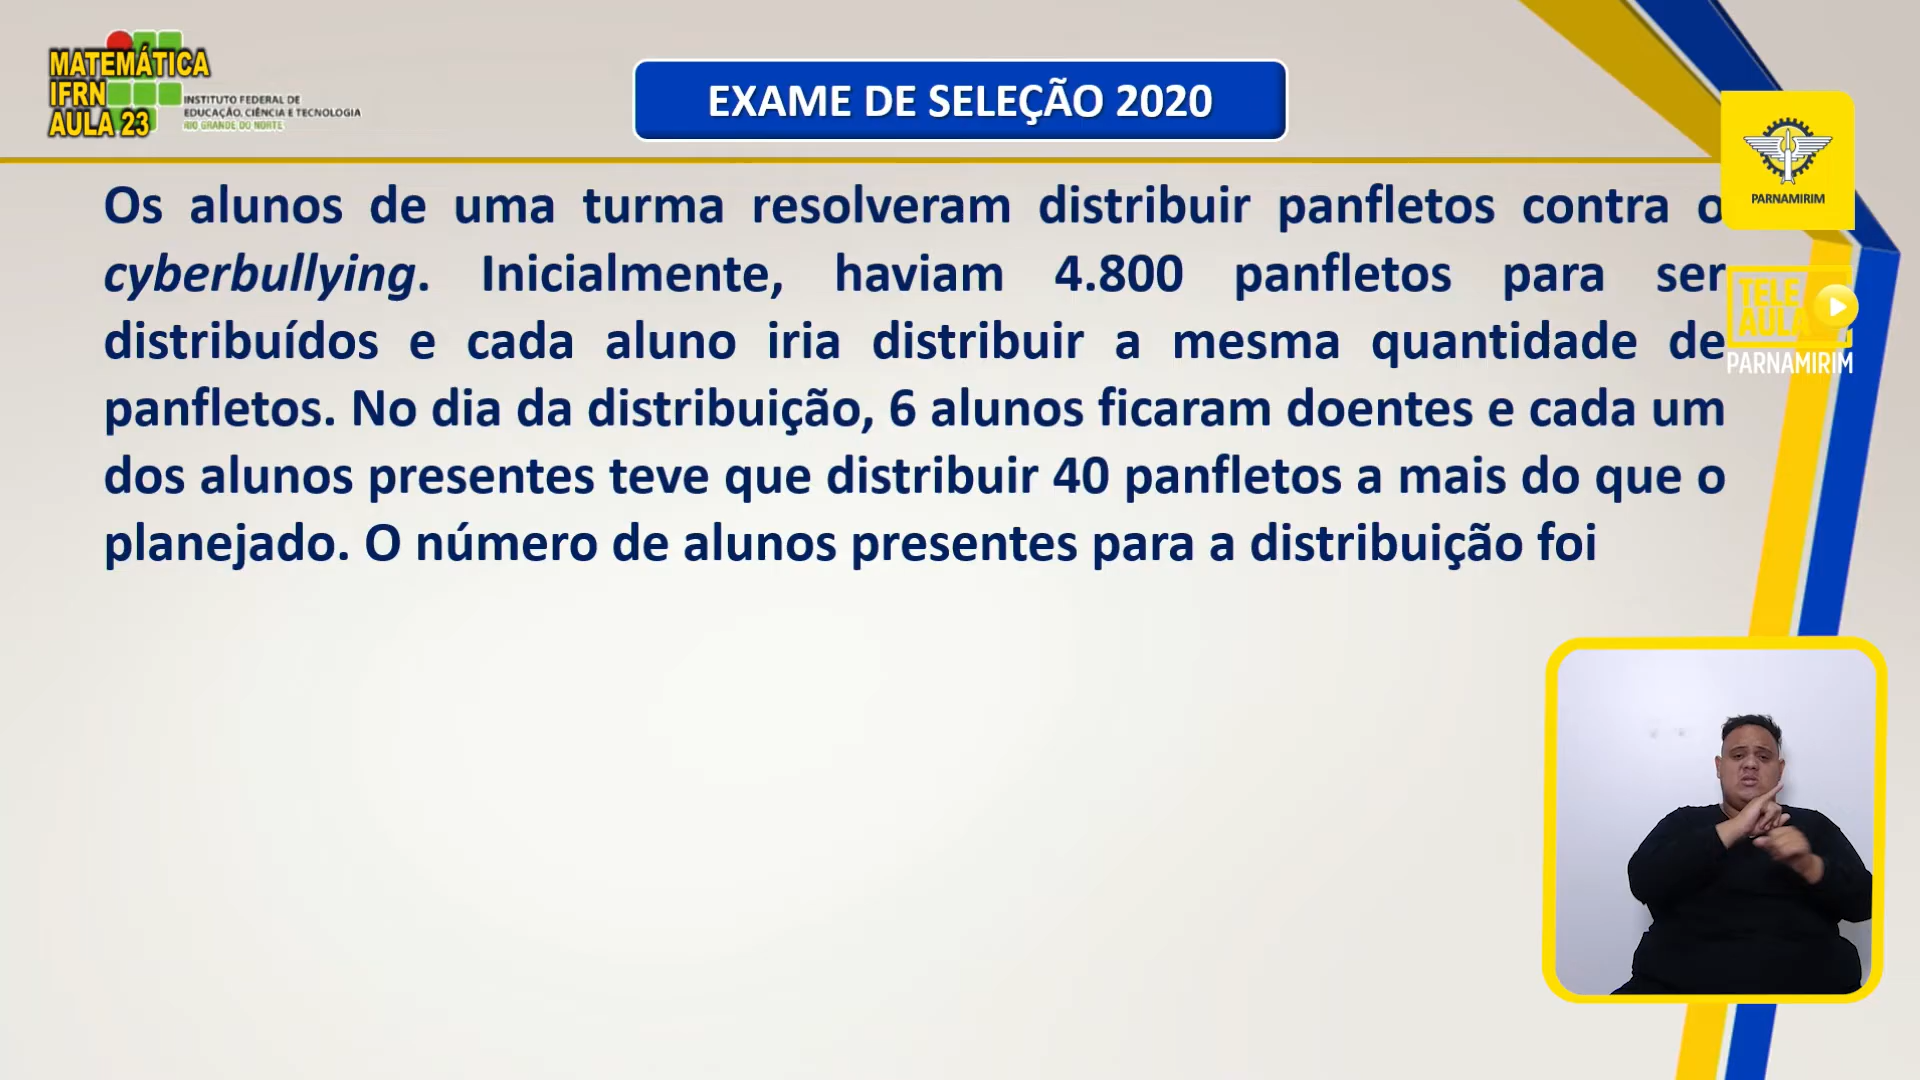 MATEMÁTICA
IFRN
AULA 23
INSTITUTO FEDERAL DE
EDUCAÇÃO, CIÊNCIA E TECNOLOGIA
RIO GRANDE DO NORTE
EXAME DE SELEÇÃO 2020
PARNAMIRIM
Os alunos de uma turma resolveram distribuir panfletos contra o
cyberbullying. Inicialmente, haviam 4.800 panfletos para ser
distribuídos e cada aluno iria distribuir a mesma quantidade de
panfletos. No dia da distribuição, 6 alunos ficaram doentes e cada um
dos alunos presentes teve que distribuir 40 panfletos a mais do que o
planejado. O número de alunos presentes para a distribuição foi
TELE
AULA
PARNAMIRIM